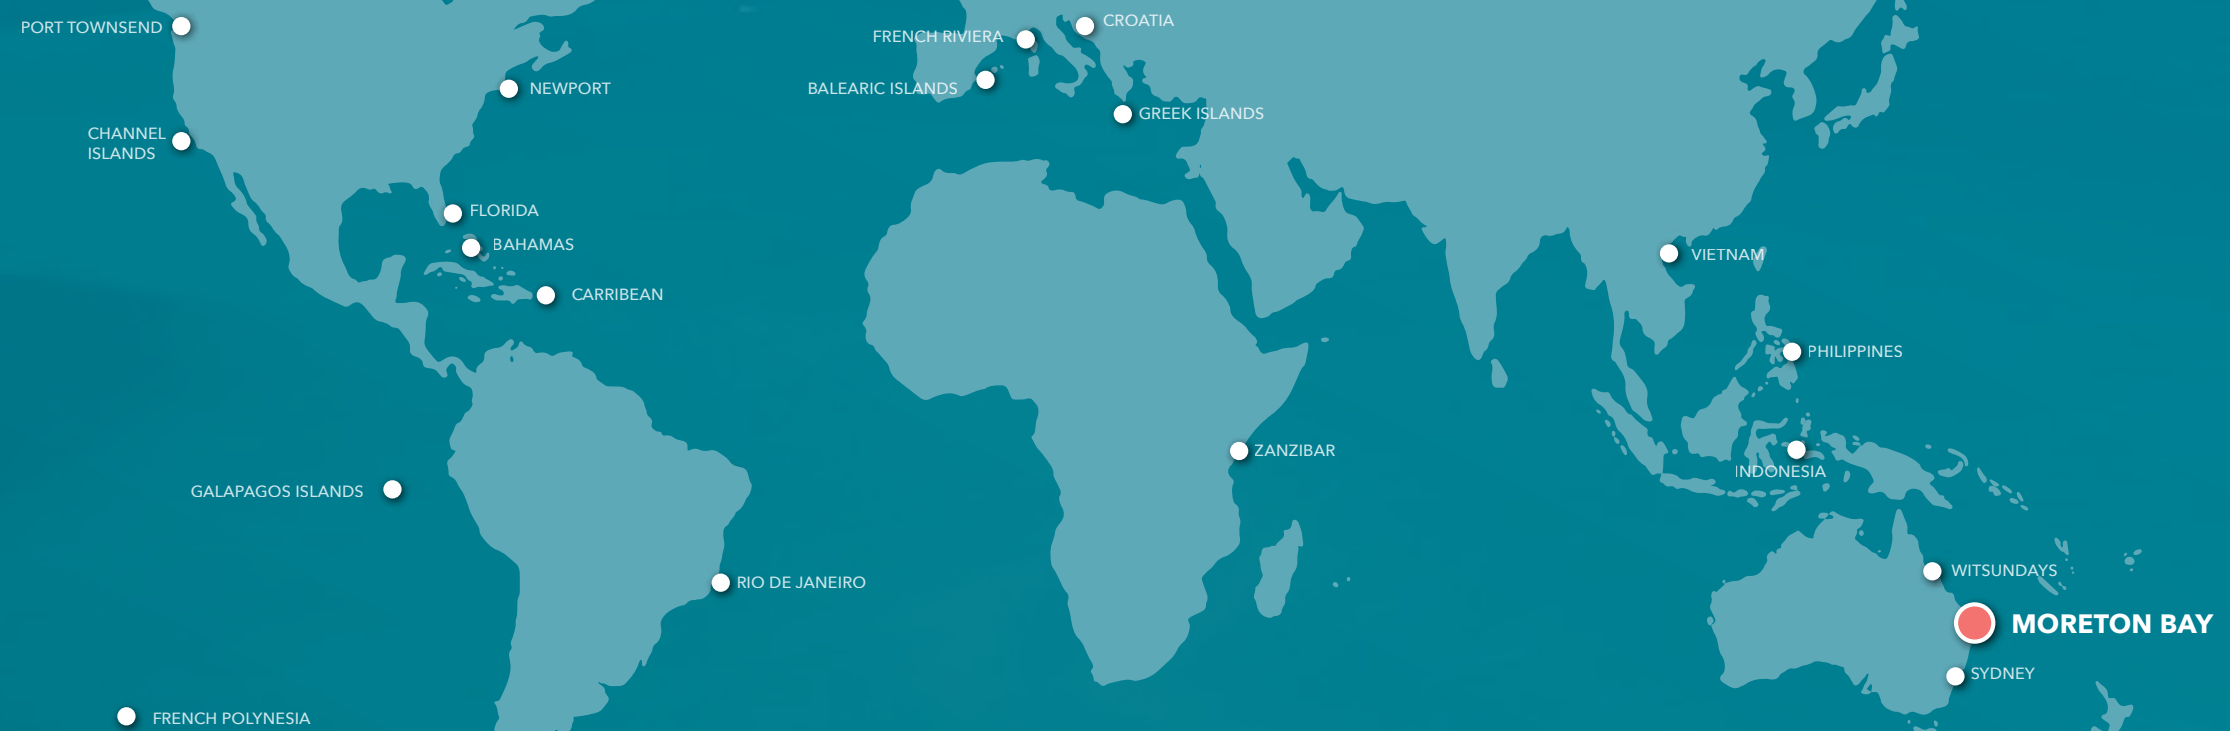 PORT TOWNSEND
CROATIA
FRENCH RIVIERA
NEWPORT
BALEARIC ISLANDS
GREEK ISLANDS
CHANNEL
ISLANDS
FLORIDA
BAHAMAS
VIETNAM
CARRIBEAN
PHILIPPINES
ZANZIBAR
INDONESIA
GALAPAGOS ISLANDS
WITSUNDAYS
RIO DE JANEIRO
MORETON BAY
SYDNEY
FRENCH POLYNESIA